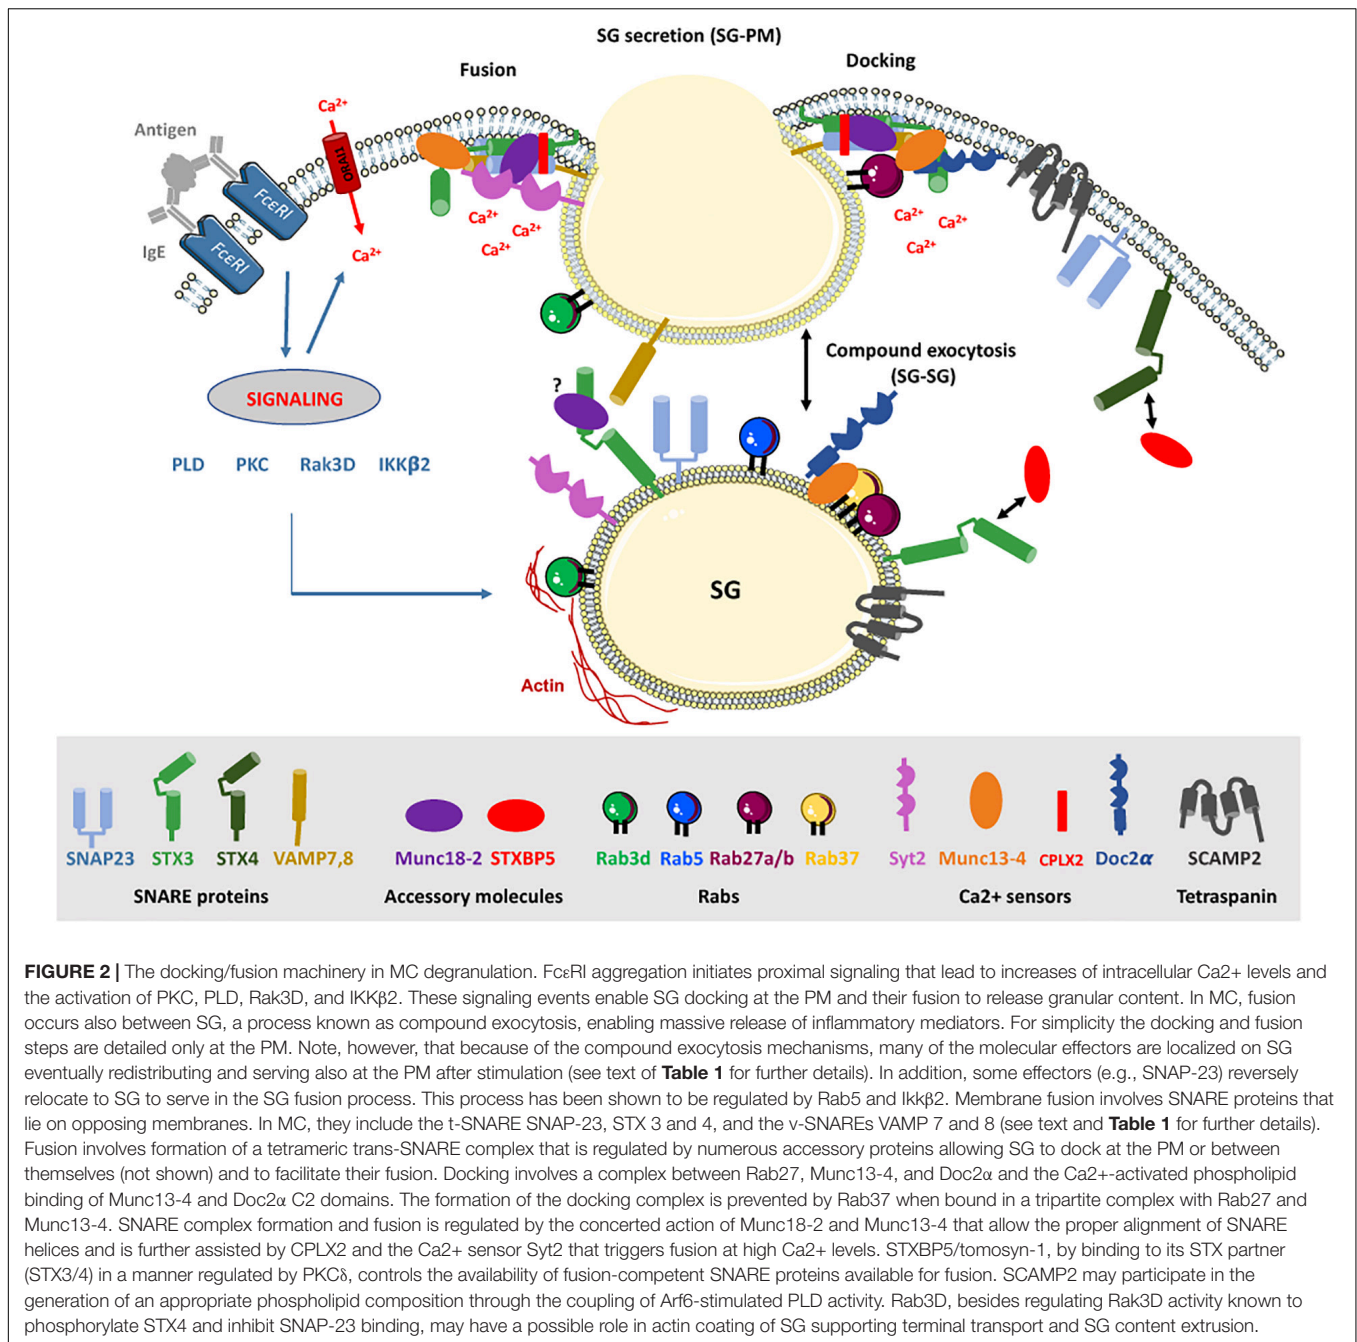 SG secretion (SG-PM)
Fusion
Docking
Ca²⁺
Antigen
ORAI1
FcεRI
FcεRI
IgE
Ca²⁺
Ca²⁺
Ca²⁺
Ca²⁺
Ca²⁺
Ca²⁺
Ca²⁺
Compound exocytosis
(SG-SG)
?
SIGNALING
PLD PKC Rak3D IKKβ2
SG
Actin
SNAP23 STX3 STX4 VAMP7,8 Munc18-2 STXBP5 Rab3d Rab5 Rab27a/b Rab37 Syt2 Munc13-4 CPLX2 Doc2α SCAMP2
SNARE proteins Accessory molecules Rabs Ca2+ sensors Tetraspanin
FIGURE 2 | The docking/fusion machinery in MC degranulation. FcεRI aggregation initiates proximal signaling that lead to increases of intracellular Ca2+ levels and
the activation of PKC, PLD, Rak3D, and IKKβ2. These signaling events enable SG docking at the PM and their fusion to release granular content. In MC, fusion
occurs also between SG, a process known as compound exocytosis, enabling massive release of inflammatory mediators. For simplicity the docking and fusion
steps are detailed only at the PM. Note, however, that because of the compound exocytosis mechanisms, many of the molecular effectors are localized on SG
eventually redistributing and serving also at the PM after stimulation (see text of Table 1 for further details). In addition, some effectors (e.g., SNAP-23) reversely
relocate to SG to serve in the SG fusion process. This process has been shown to be regulated by Rab5 and Ikkβ2. Membrane fusion involves SNARE proteins that
lie on opposing membranes. In MC, they include the t-SNARE SNAP-23, STX 3 and 4, and the v-SNAREs VAMP 7 and 8 (see text and Table 1 for further details).
Fusion involves formation of a tetrameric trans-SNARE complex that is regulated by numerous accessory proteins allowing SG to dock at the PM or between
themselves (not shown) and to facilitate their fusion. Docking involves a complex between Rab27, Munc13-4, and Doc2α and the Ca2+-activated phospholipid
binding of Munc13-4 and Doc2α C2 domains. The formation of the docking complex is prevented by Rab37 when bound in a tripartite complex with Rab27 and
Munc13-4. SNARE complex formation and fusion is regulated by the concerted action of Munc18-2 and Munc13-4 that allow the proper alignment of SNARE
helices and is further assisted by CPLX2 and the Ca2+ sensor Syt2 that triggers fusion at high Ca2+ levels. STXBP5/tomosyn-1, by binding to its STX partner
(STX3/4) in a manner regulated by PKCδ, controls the availability of fusion-competent SNARE proteins available for fusion. SCAMP2 may participate in the
generation of an appropriate phospholipid composition through the coupling of Arf6-stimulated PLD activity. Rab3D, besides regulating Rak3D activity known to
phosphorylate STX4 and inhibit SNAP-23 binding, may have a possible role in actin coating of SG supporting terminal transport and SG content extrusion.